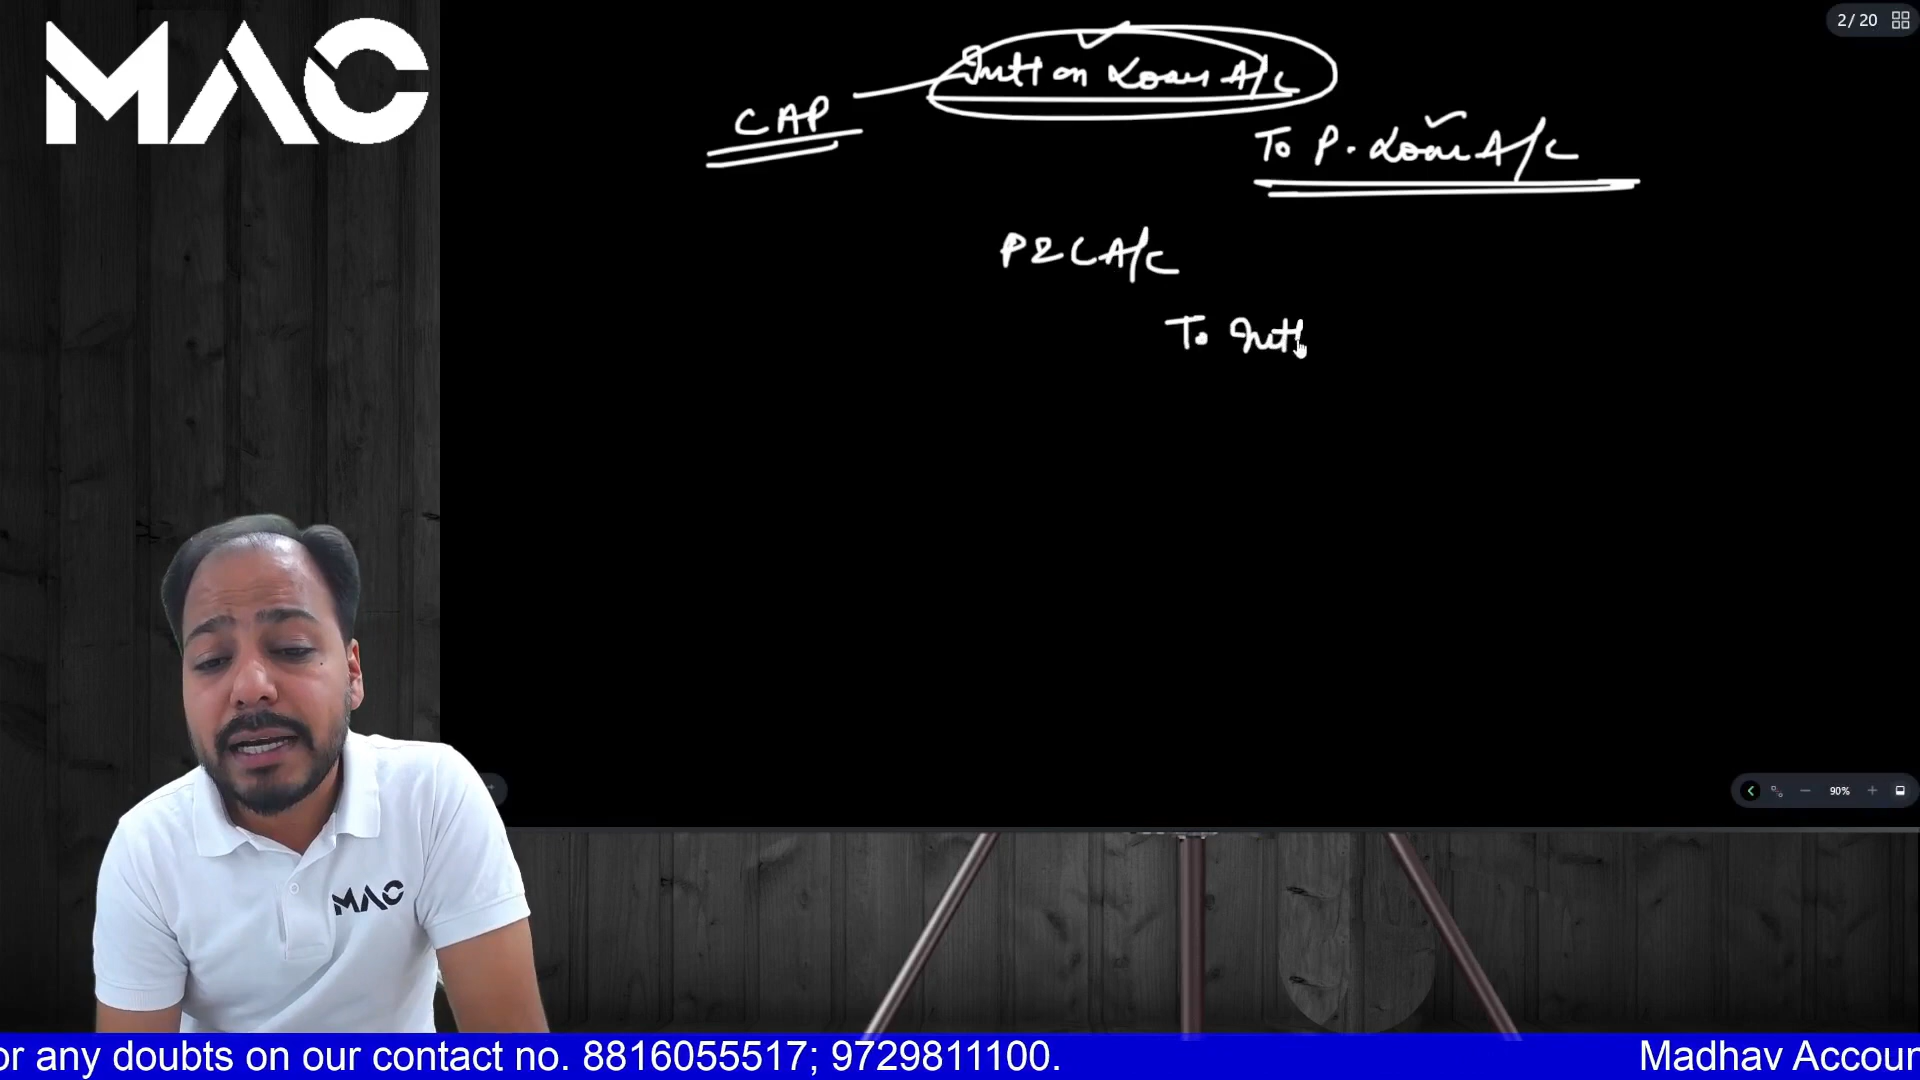 MAC
2/20
Intt on Loan A/c
CAP
To P. Loan A/c
P & L A/c
To Intt
90%
MAC
or any doubts on our contact no. 8816055517; 9729811100.
Madhav Accour